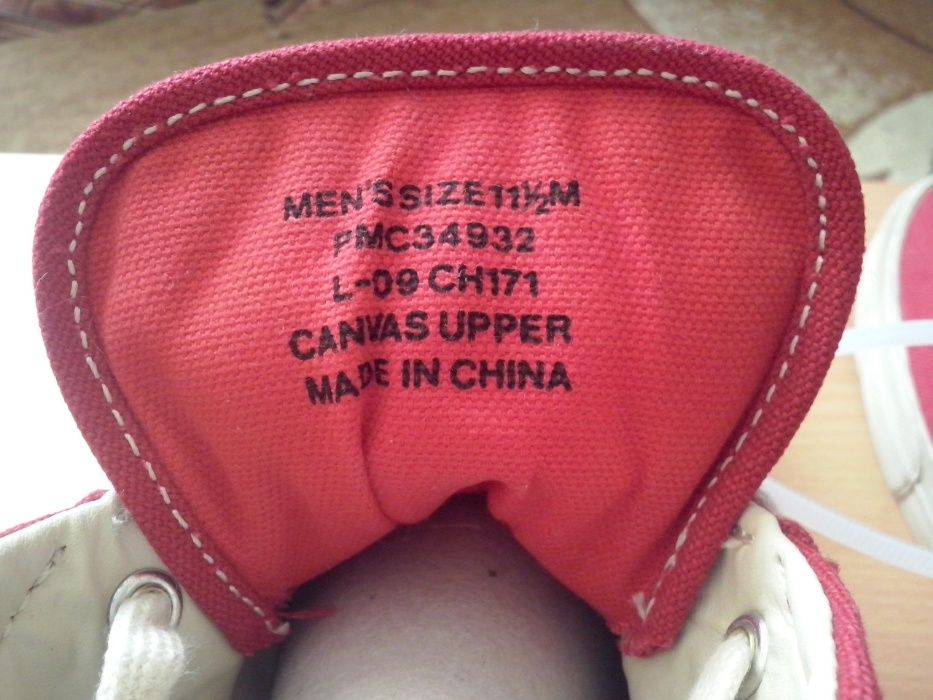 MEN'S SIZE 11½M
PMC34932
L-09 CH171
CANVAS UPPER
MADE IN CHINA